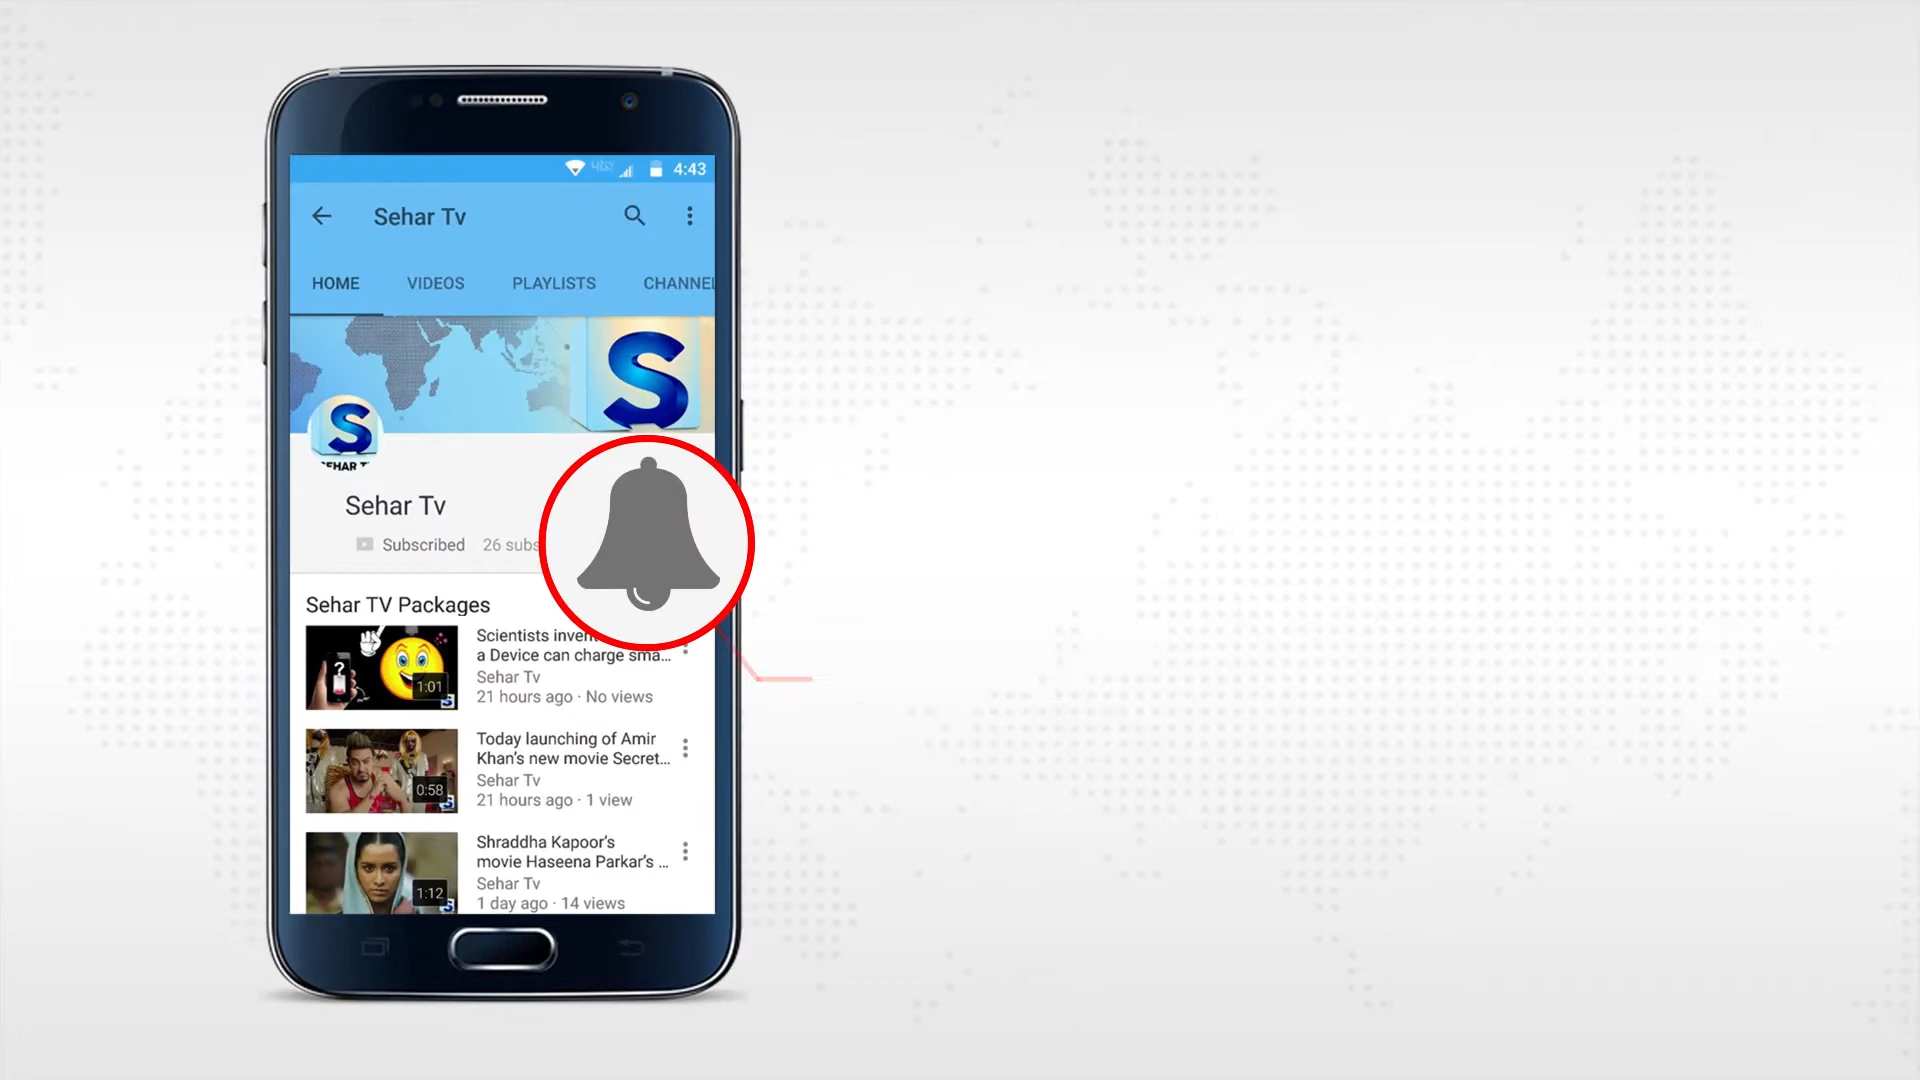 4:43
Sehar Tv
HOME VIDEOS PLAYLISTS CHANNEL
S
S
SEHAR T
Sehar Tv
Subscribed 26 subs
Sehar TV Packages
Scientists inven
a Device can charge sma...
Sehar Tv
21 hours ago · No views
?
1:01
S
Today launching of Amir
Khan's new movie Secret...
Sehar Tv
21 hours ago · 1 view
0:58
S
Shraddha Kapoor's
movie Haseena Parkar's ...
Sehar Tv
1 day ago · 14 views
1:12
S